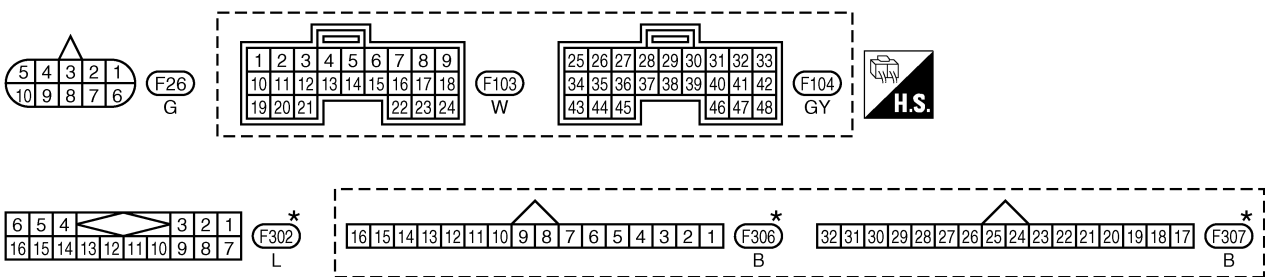 5 4 3 2 1
10 9 8 7 6
F26
G
1 2 3 4 5 6 7 8 9
10 11 12 13 14 15 16 17 18
19 20 21 22 23 24
F103
W
25 26 27 28 29 30 31 32 33
34 35 36 37 38 39 40 41 42
43 44 45 46 47 48
F104
GY
H.S.
6 5 4 3 2 1
16 15 14 13 12 11 10 9 8 7
*
F302
L
16 15 14 13 12 11 10 9 8 7 6 5 4 3 2 1
*
F306
B
32 31 30 29 28 27 26 25 24 23 22 21 20 19 18 17
*
F307
B